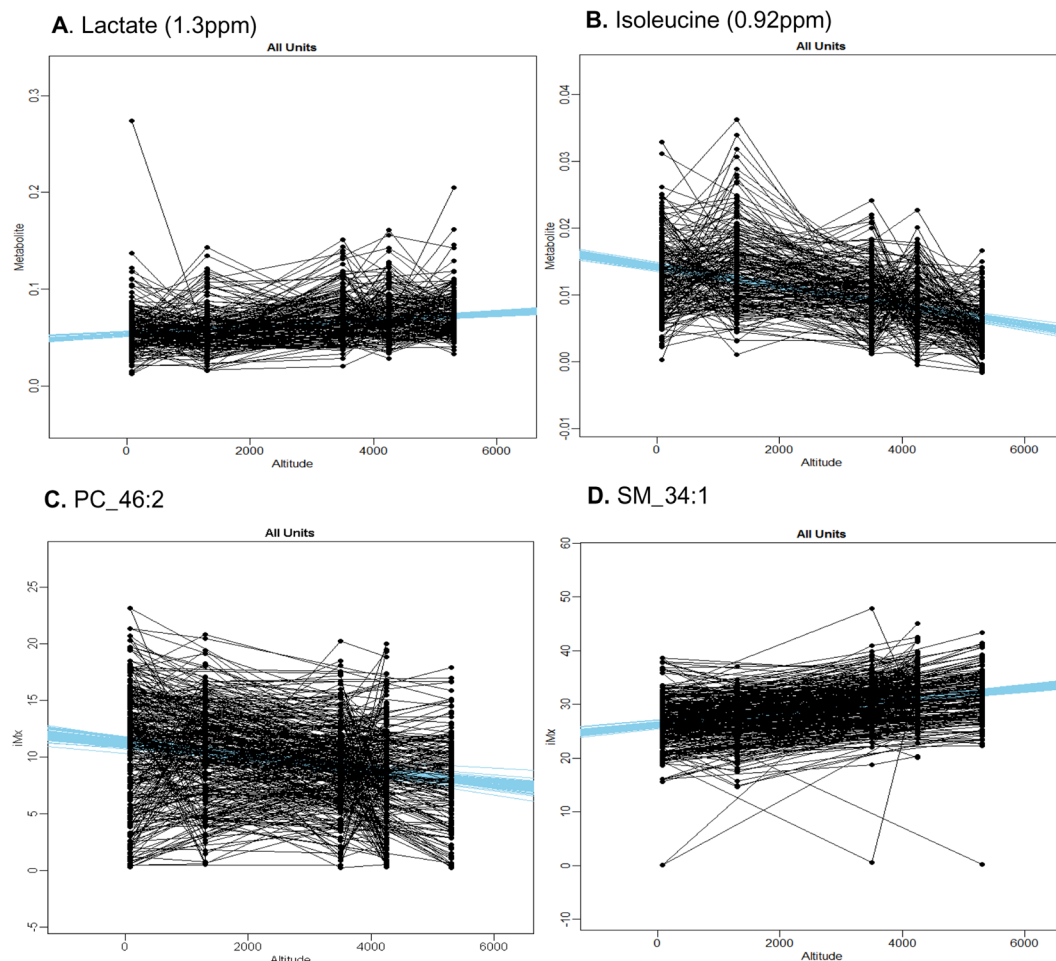 A. Lactate (1.3ppm)
All Units
Metabolite
0.3
0.2
0.1
0.0
0
2000
4000
6000
Altitude
B. Isoleucine (0.92ppm)
All Units
Metabolite
0.04
0.03
0.02
0.01
0.00
-0.01
0
2000
4000
6000
Altitude
C. PC_46:2
All Units
iMx
25
20
15
10
5
0
-5
0
2000
4000
6000
Altitude
D. SM_34:1
All Units
iMx
60
50
40
30
20
10
0
-10
0
2000
4000
6000
Altitude